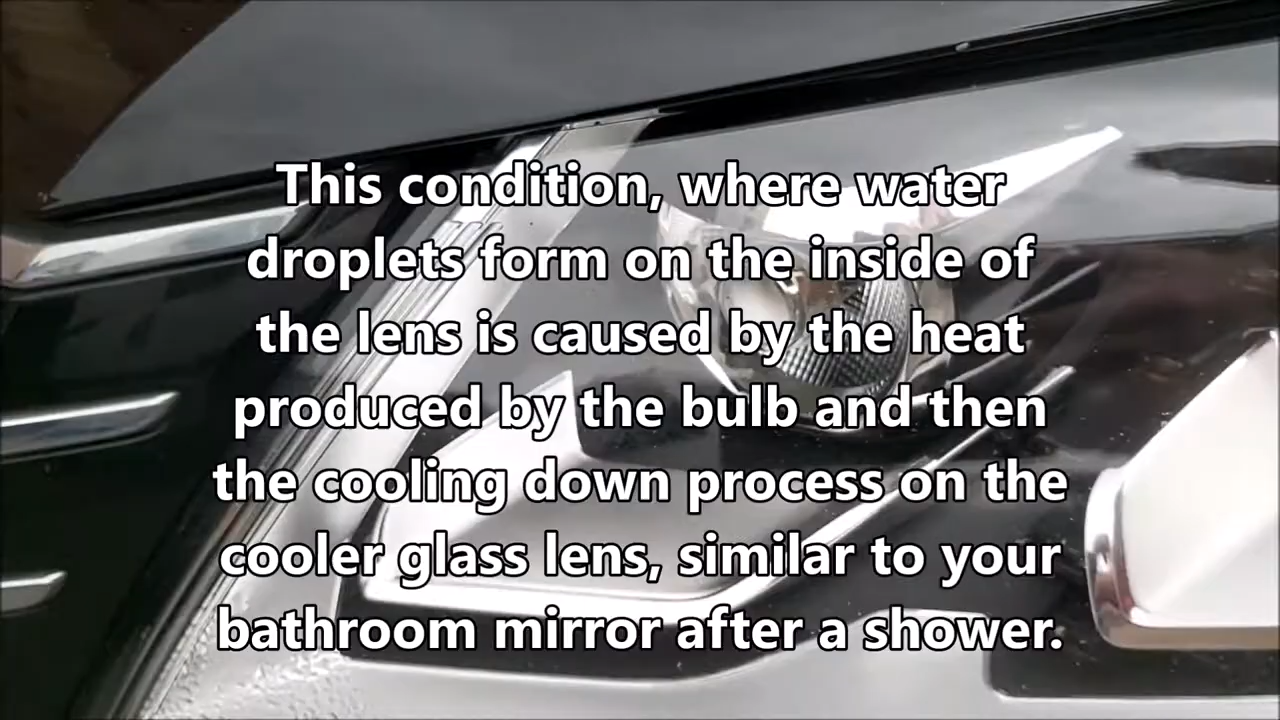 This condition, where water
droplets form on the inside of
the lens is caused by the heat
produced by the bulb and then
the cooling down process on the
cooler glass lens, similar to your
bathroom mirror after a shower.